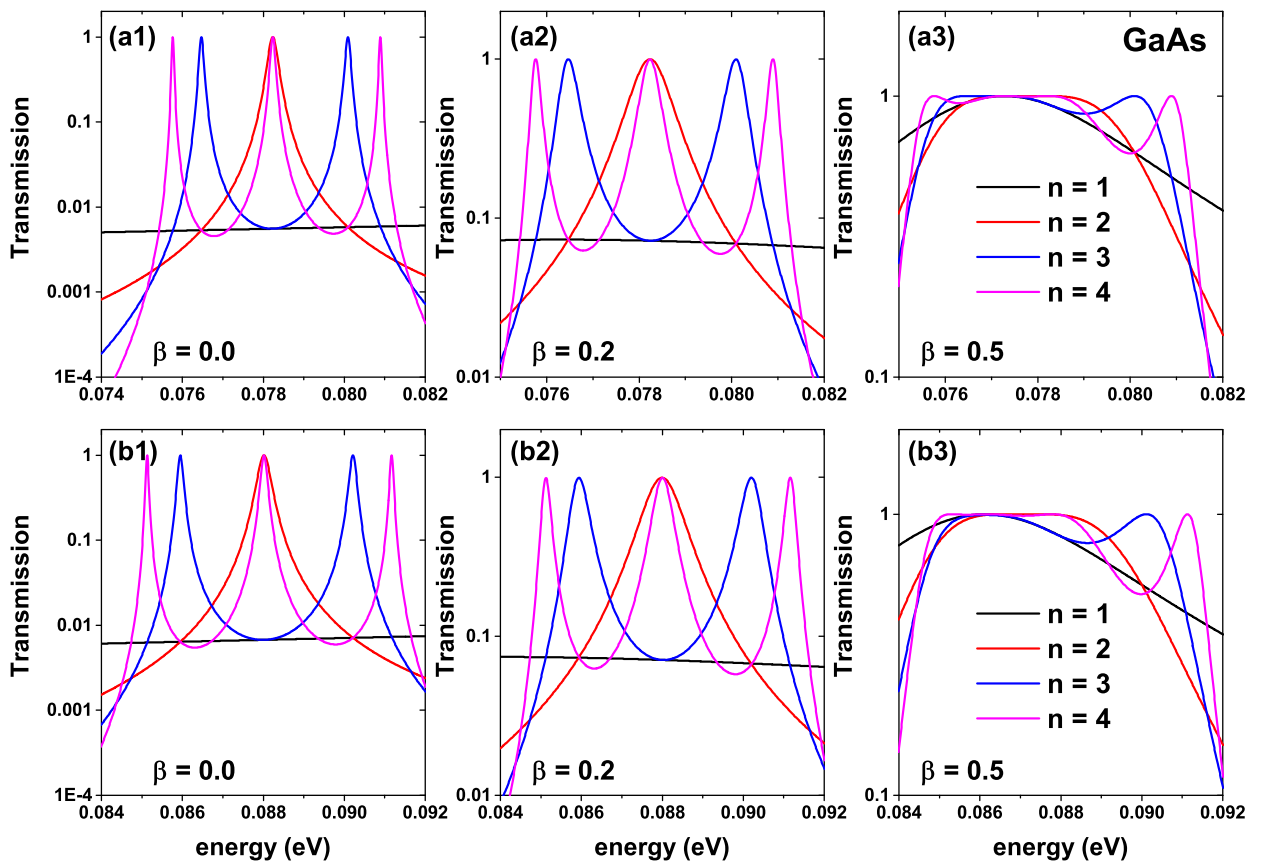 (a1)
Transmission
1
0.1
0.01
0.001
1E-4
β = 0.0
0.074 0.076 0.078 0.080 0.082
(a2)
Transmission
1
0.1
0.01
β = 0.2
0.076 0.078 0.080 0.082
(a3)
GaAs
Transmission
1
0.1
n = 1
n = 2
n = 3
n = 4
β = 0.5
0.076 0.078 0.080 0.082
(b1)
Transmission
1
0.1
0.01
0.001
1E-4
β = 0.0
0.084 0.086 0.088 0.090 0.092
energy (eV)
(b2)
Transmission
1
0.1
0.01
β = 0.2
0.084 0.086 0.088 0.090 0.092
energy (eV)
(b3)
Transmission
1
0.1
n = 1
n = 2
n = 3
n = 4
β = 0.5
0.084 0.086 0.088 0.090 0.092
energy (eV)